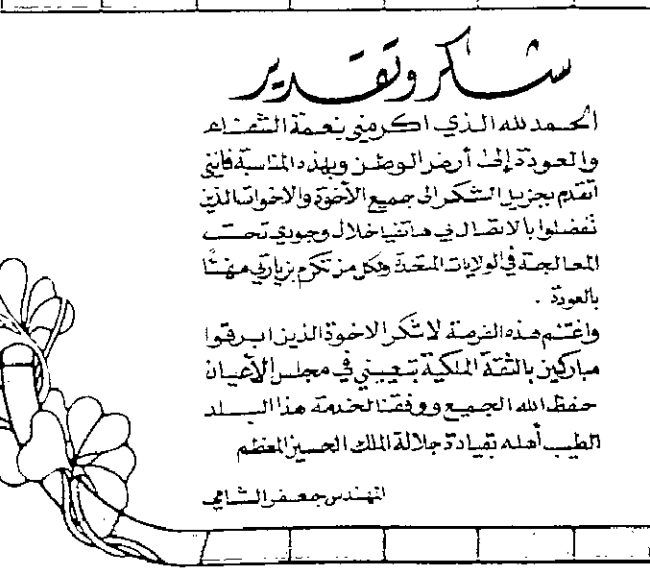 شكر وتقدير
الحمد لله الذي اكرمني بنعمة الشفاء
والعودة إلى أرض الوطن وبهذه المناسبة فإنني
أتقدم بجزيل الشكر الى جميع الأخوة والاخوات الذين
تفضلوا بالاتصال بي هاتفيا خلال وجودي تحت
المعالجة في الولايات المتحدة ولكل من تكرم بزيارتي مهنئًا
بالعودة .
واغتنم هذه الفرصة لاشكر الاخوة الذين ابرقوا
مباركين بالثقة الملكية بتعييني في مجلس الأعيان
حفظ الله الجميع ووفقنا لخدمة هذا البلد
الطيب أهله بقيادة جلالة الملك الحسين المعظم
المهندس جعفر الشامي